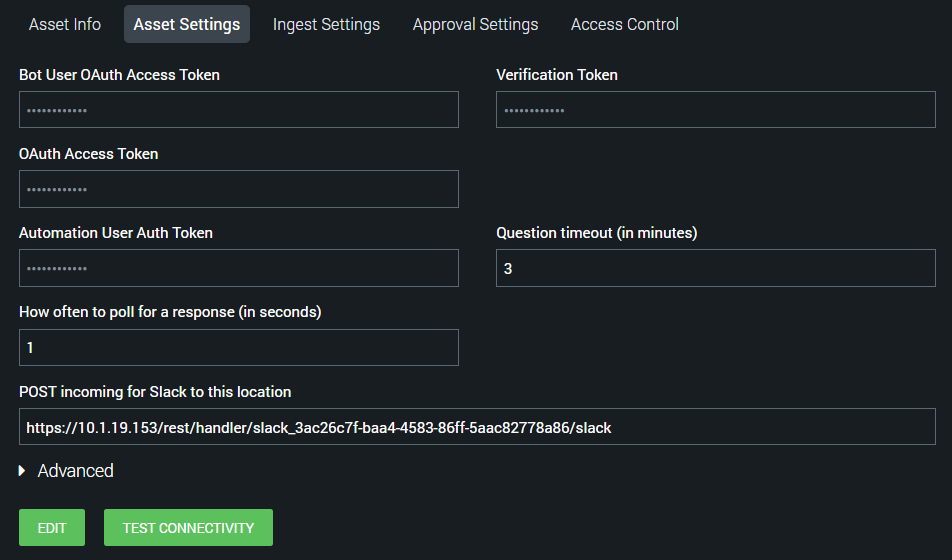 Asset Info Asset Settings Ingest Settings Approval Settings Access Control
Bot User OAuth Access Token Verification Token
•••••••••••• ••••••••••••
OAuth Access Token
••••••••••••
Automation User Auth Token Question timeout (in minutes)
•••••••••••• 3
How often to poll for a response (in seconds)
1
POST incoming for Slack to this location
https://10.1.19.153/rest/handler/slack_3ac26c7f-baa4-4583-86ff-5aac82778a86/slack
Advanced
EDIT TEST CONNECTIVITY